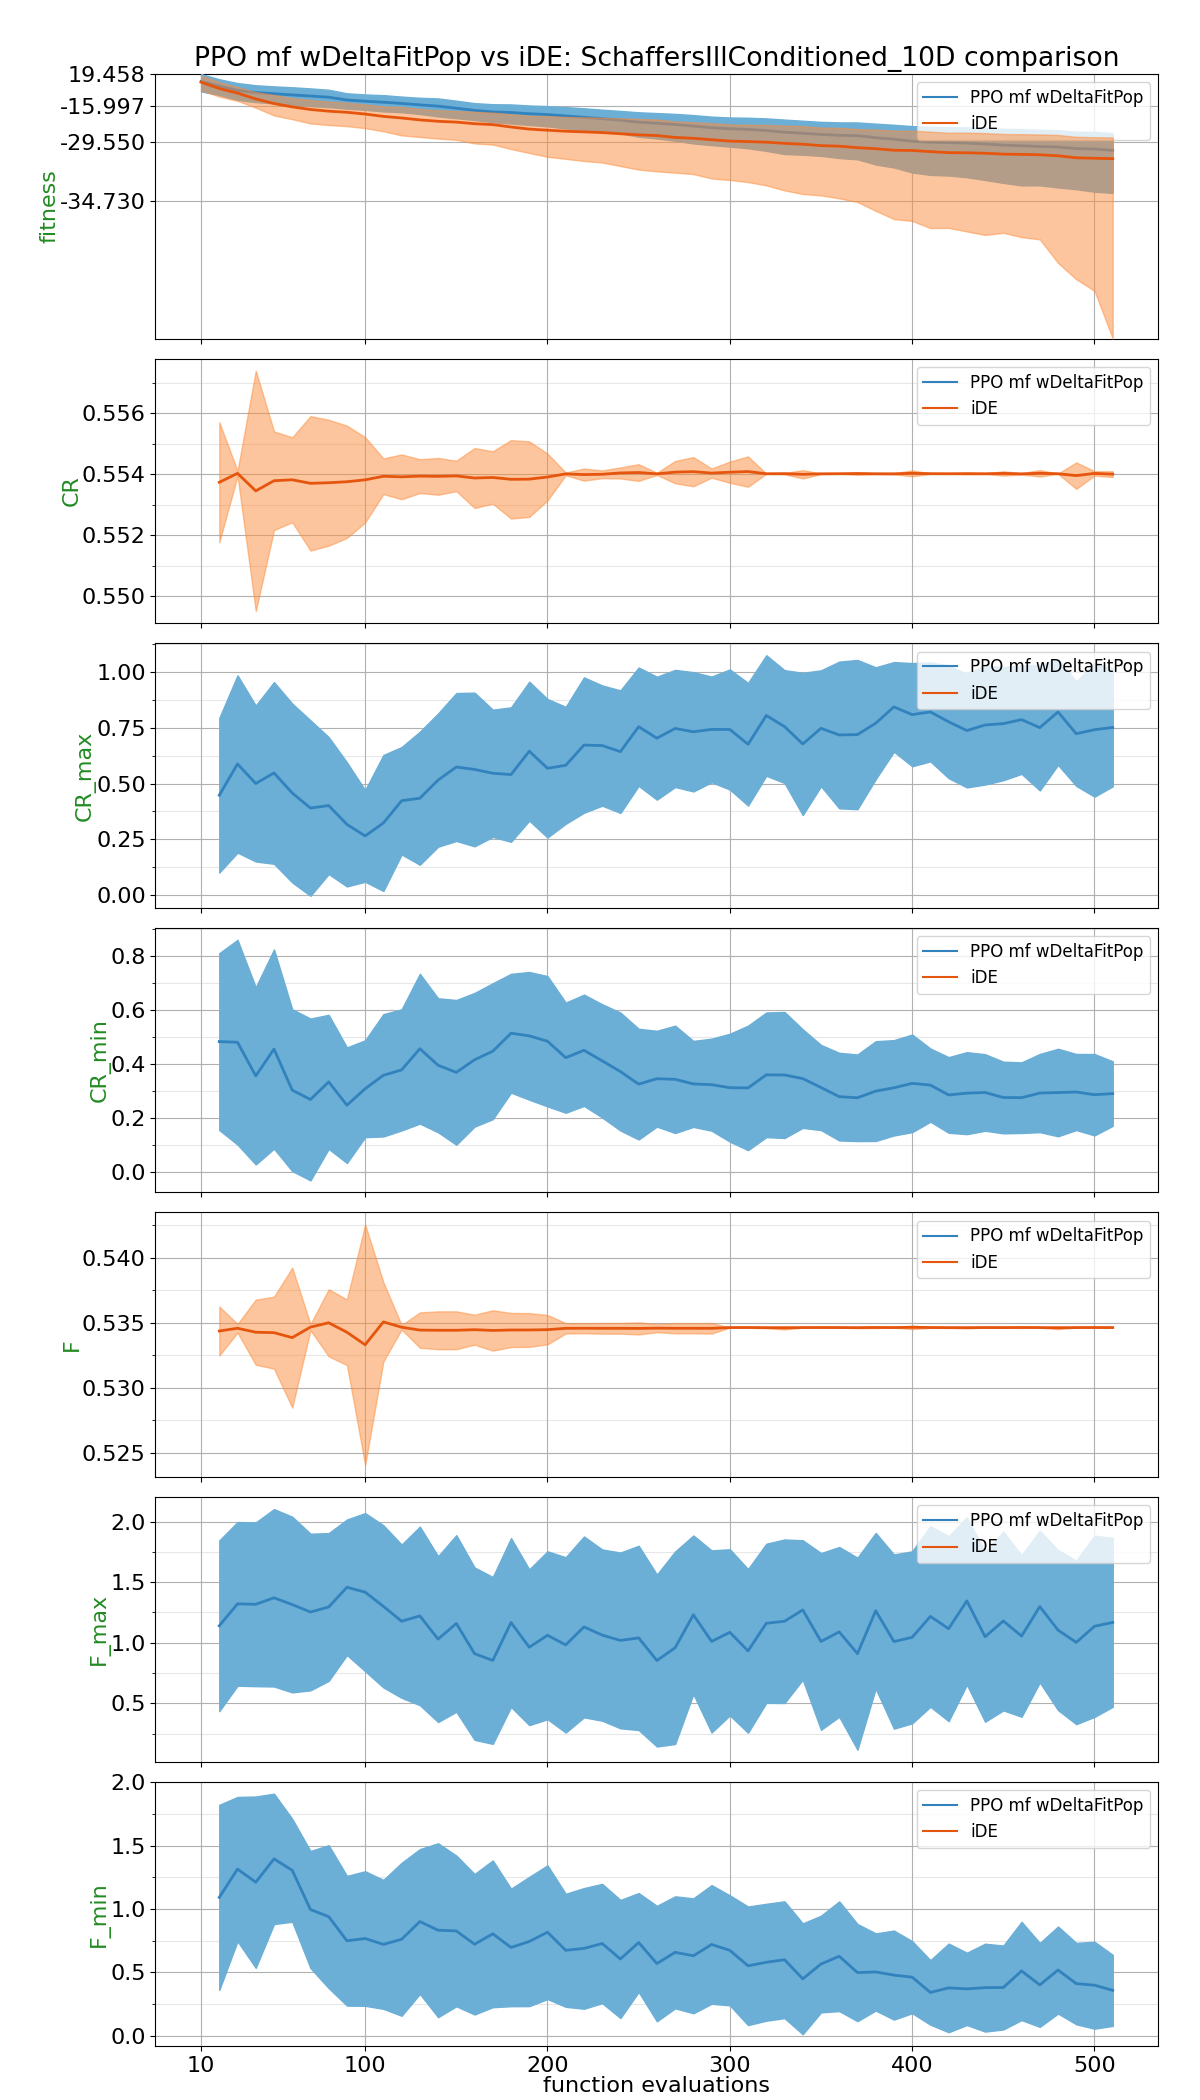 PPO mf wDeltaFitPop vs iDE: SchaffersIllConditioned_10D comparison
19.458
-15.997
-29.550
-34.730
fitness
PPO mf wDeltaFitPop
iDE
0.556
0.554
0.552
0.550
CR
PPO mf wDeltaFitPop
iDE
1.00
0.75
0.50
0.25
0.00
CR_max
PPO mf wDeltaFitPop
iDE
0.8
0.6
0.4
0.2
0.0
CR_min
PPO mf wDeltaFitPop
iDE
0.540
0.535
0.530
0.525
F
PPO mf wDeltaFitPop
iDE
2.0
1.5
1.0
0.5
F_max
PPO mf wDeltaFitPop
iDE
2.0
1.5
1.0
0.5
0.0
F_min
PPO mf wDeltaFitPop
iDE
10 100 200 300 400 500
function evaluations